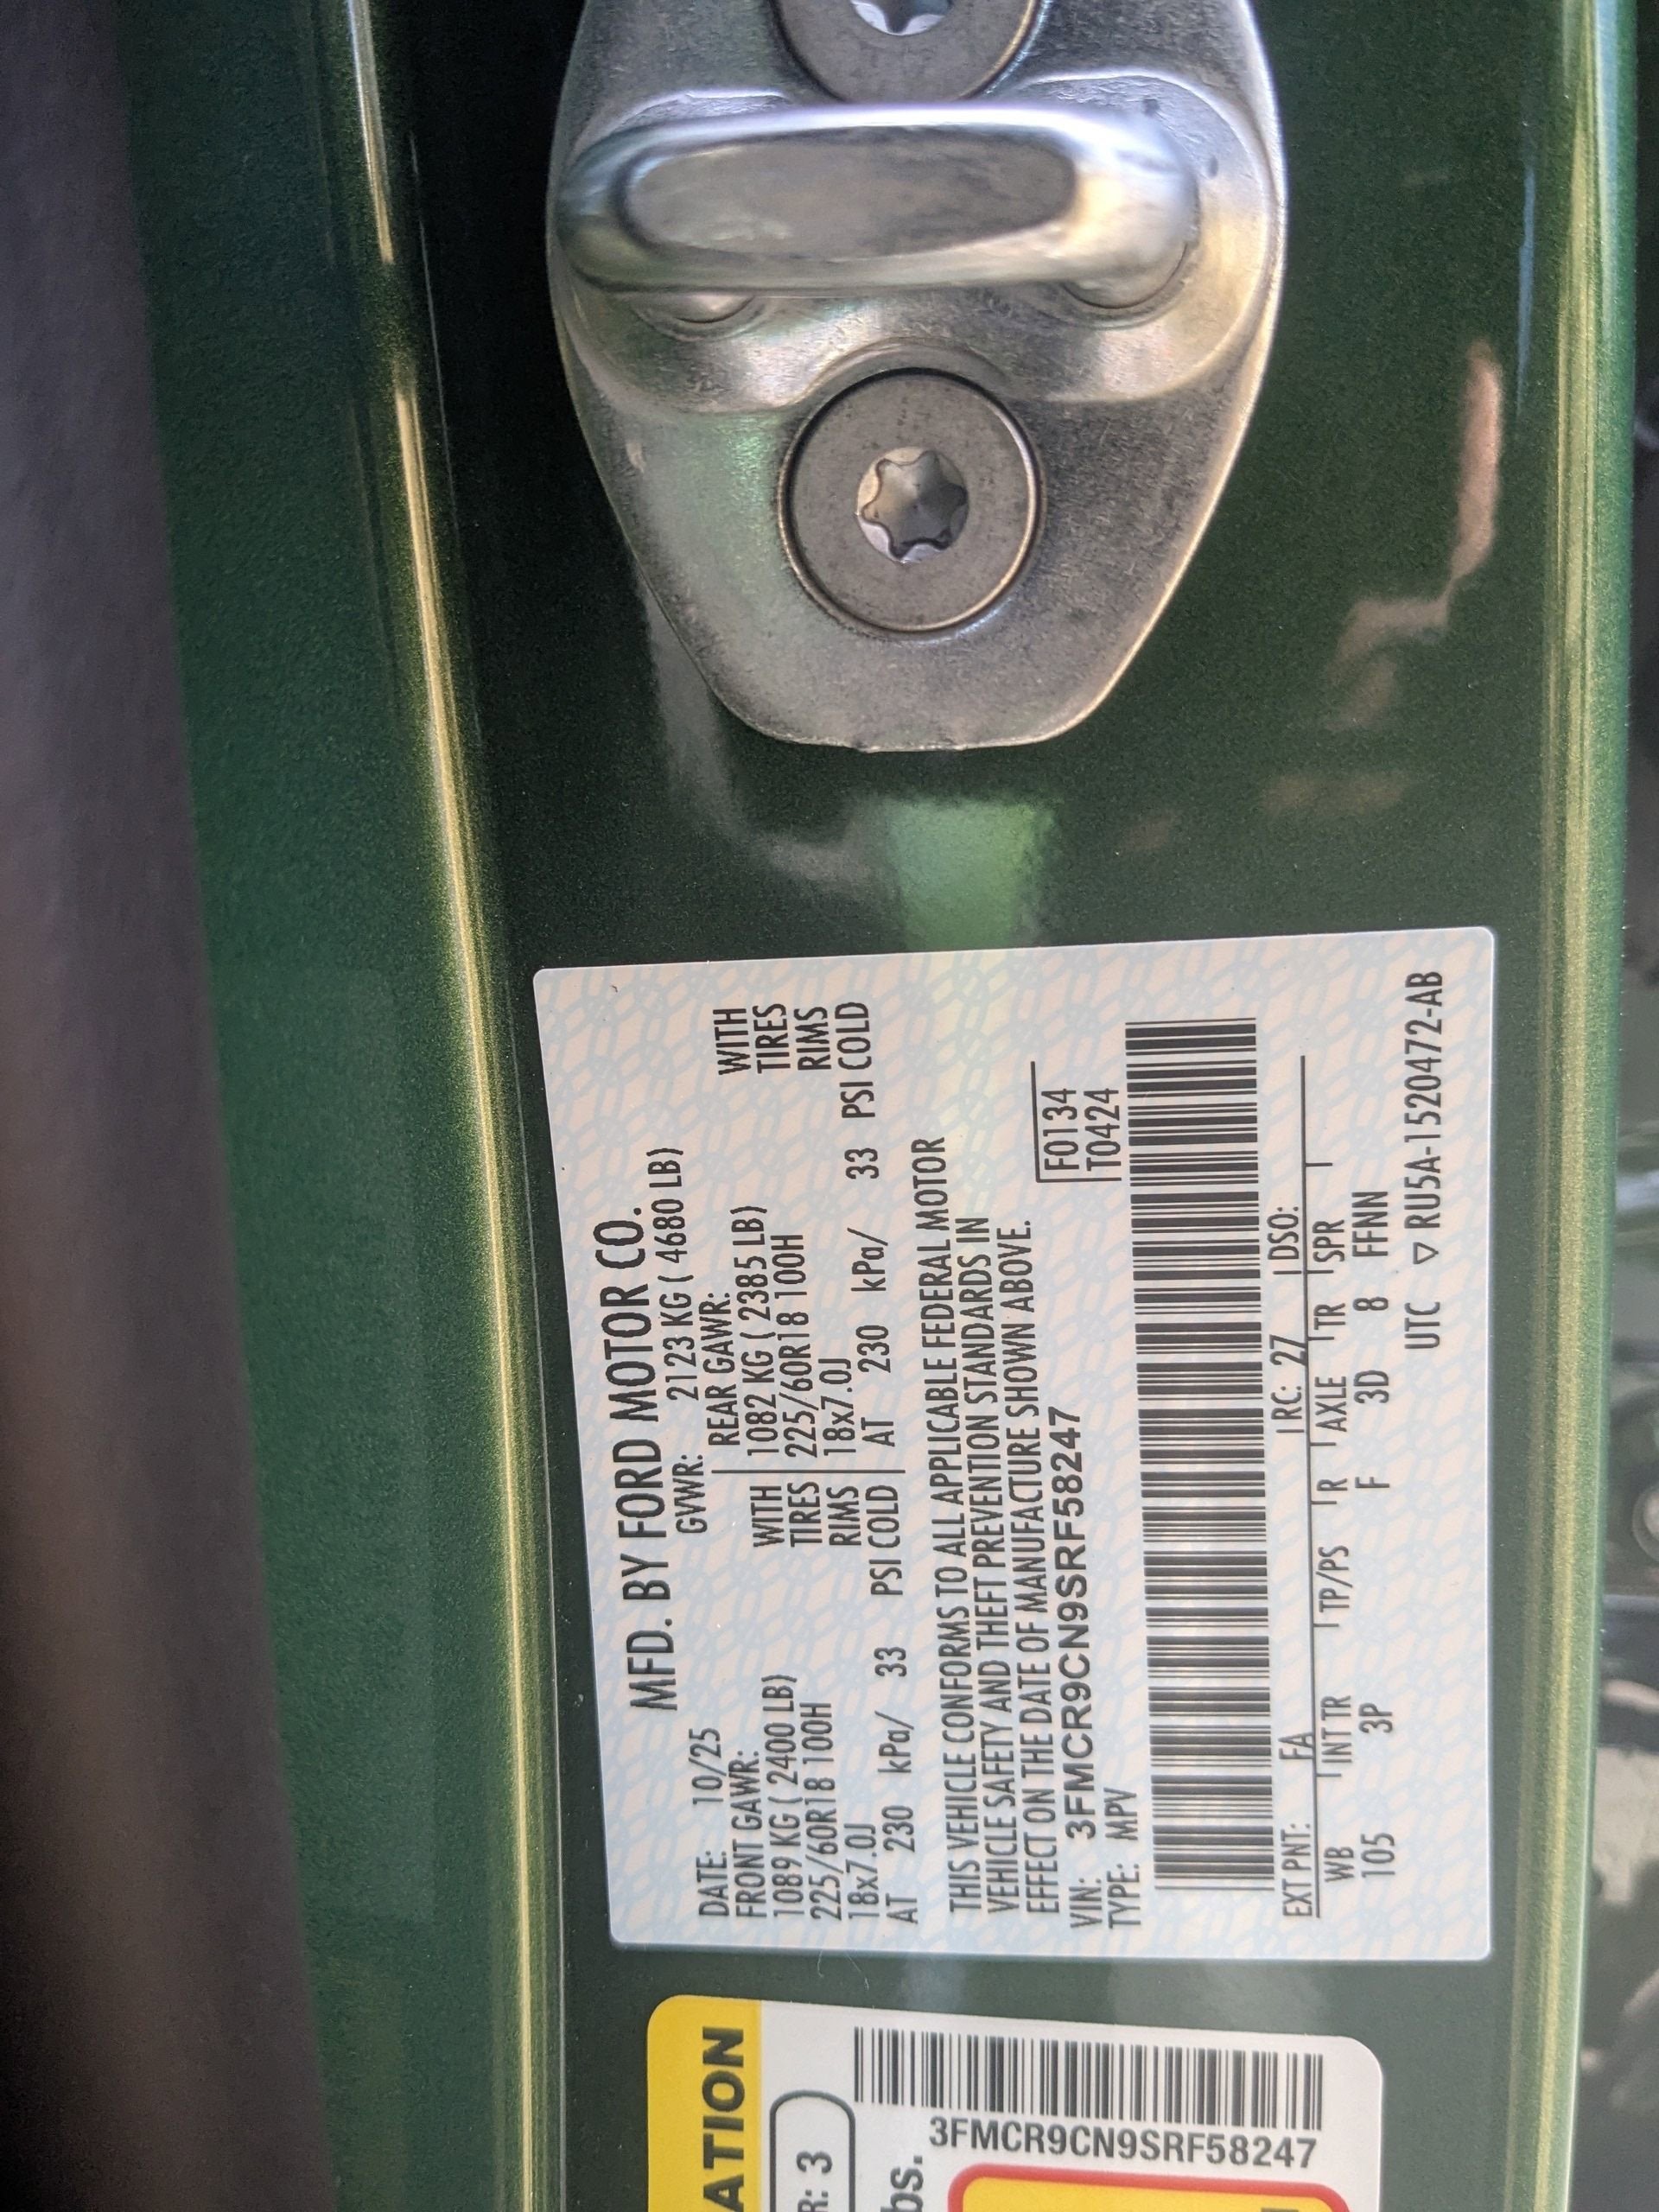 MFD. BY FORD MOTOR CO.
DATE: 10/25 GVWR: 2123 KG ( 4680 LB)
FRONT GAWR: REAR GAWR:
1089 KG ( 2400 LB) WITH 1082 KG ( 2385 LB) WITH
225/60R18 100H TIRES 225/60R18 100H TIRES
18x7.0J RIMS 18x7.0J RIMS
AT 230 kPa/ 33 PSI COLD AT 230 kPa/ 33 PSI COLD
THIS VEHICLE CONFORMS TO ALL APPLICABLE FEDERAL MOTOR
VEHICLE SAFETY AND THEFT PREVENTION STANDARDS IN
EFFECT ON THE DATE OF MANUFACTURE SHOWN ABOVE.
VIN: 3FMCR9CN9SRF58247 F0134
TYPE: MPV T0424
EXT PNT: FA RC: 27 DSO:
WB INT TR TP/PS R AXLE TR SPR
105 3P F 3D 8 FFNN
UTC ▽ RU5A-1520472-AB
ATION
R: 3
bs.
3FMCR9CN9SRF58247